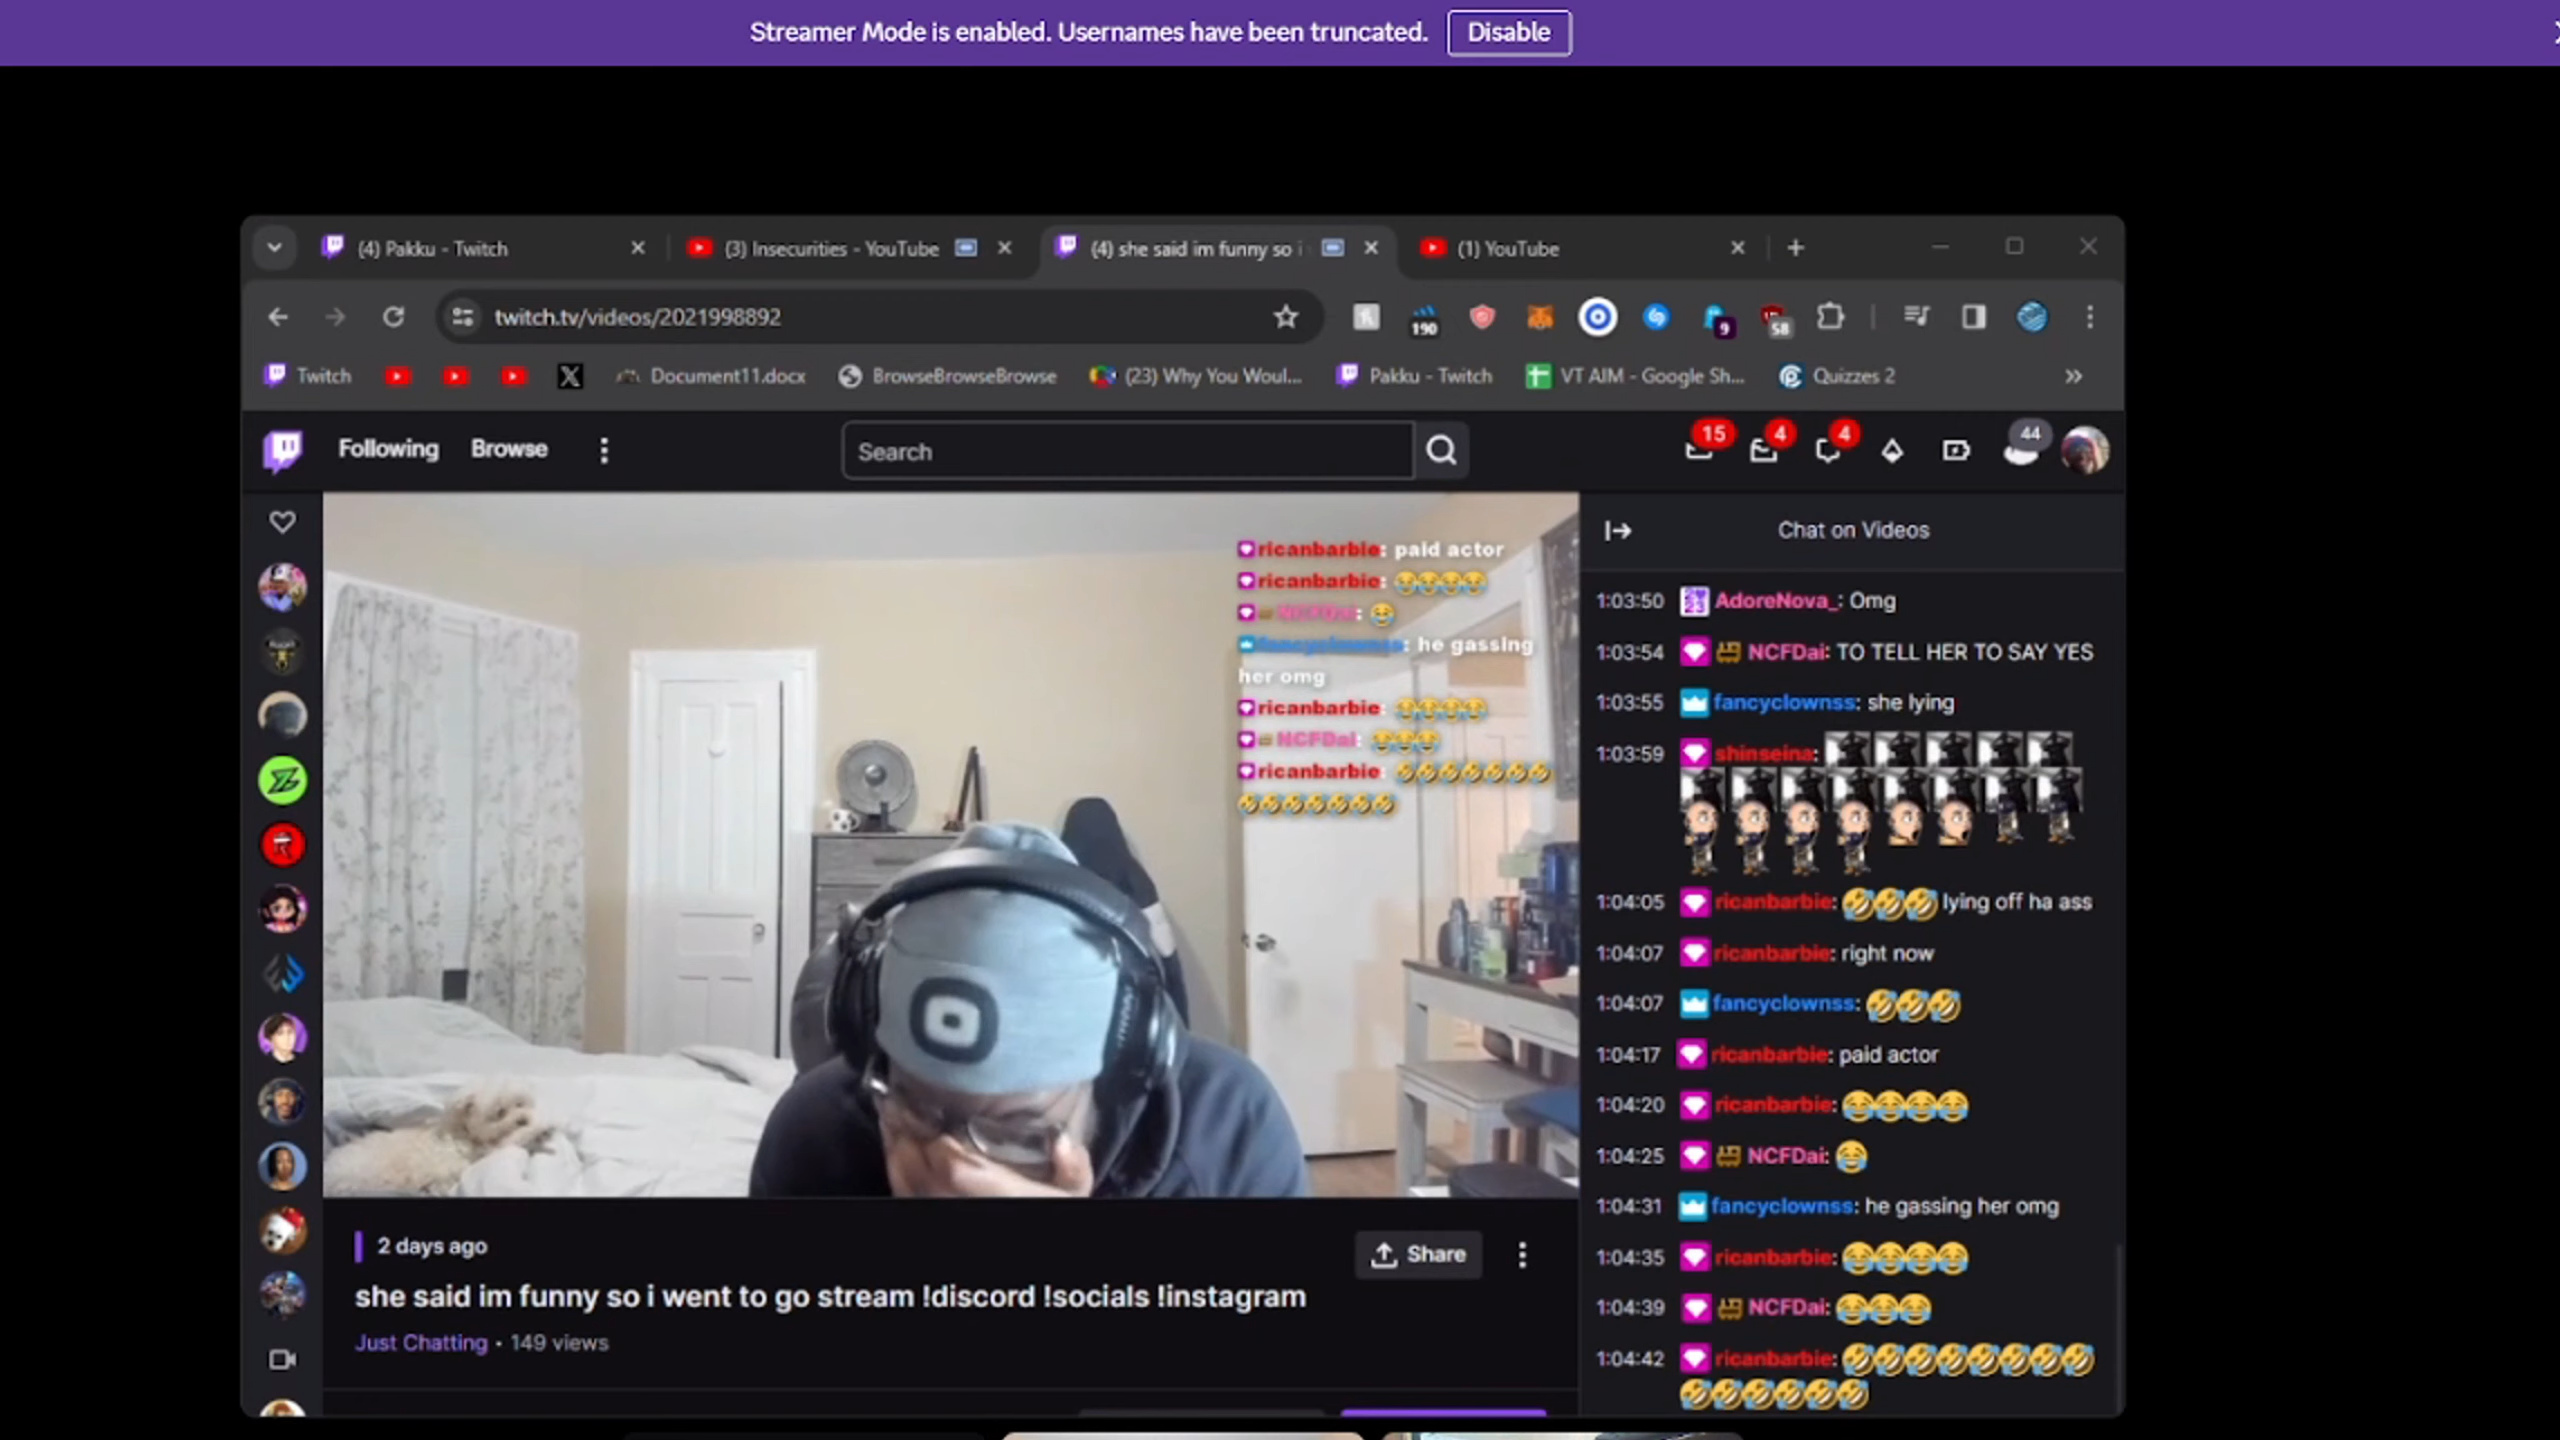 Streamer Mode is enabled. Usernames have been truncated. Disable
(4) Pakku - Twitch
(3) Insecurities - YouTube
(4) she said im funny so i
(1) YouTube
twitch.tv/videos/2021998892
190
9
58
Twitch
Document11.docx
BrowseBrowseBrowse
(23) Why You Woul...
Pakku - Twitch
VT AIM - Google Sh...
Quizzes 2
Following
Browse
Search
15
4
4
44
ricanbarbie: paid actor
ricanbarbie: 😂😂😂😂
NCFDai: 😂
fancyclownss: he gassing
her omg
ricanbarbie: 😂😂😂😂
NCFDai: 😂😂😂
ricanbarbie: 🤣🤣🤣🤣🤣🤣🤣
🤣🤣🤣🤣🤣🤣🤣
Chat on Videos
1:03:50 AdoreNova_: Omg
1:03:54 NCFDai: TO TELL HER TO SAY YES
1:03:55 fancyclownss: she lying
1:03:59 shinseina:
1:04:05 ricanbarbie: 🤣🤣🤣 lying off ha ass
1:04:07 ricanbarbie: right now
1:04:07 fancyclownss: 🤣🤣🤣
1:04:17 ricanbarbie: paid actor
1:04:20 ricanbarbie: 😂😂😂😂
1:04:25 NCFDai: 😂
1:04:31 fancyclownss: he gassing her omg
1:04:35 ricanbarbie: 😂😂😂😂
1:04:39 NCFDai: 😂😂😂
1:04:42 ricanbarbie: 🤣🤣🤣🤣🤣🤣🤣🤣
🤣🤣🤣🤣🤣🤣
2 days ago
Share
she said im funny so i went to go stream !discord !socials !instagram
Just Chatting • 149 views